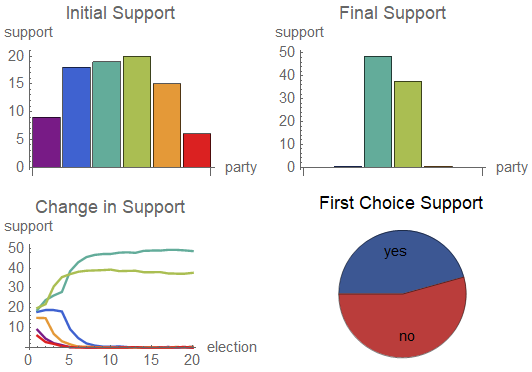 Initial Support
support
20
15
10
5
0
party
Final Support
support
50
40
30
20
10
0
party
Change in Support
support
50
40
30
20
10
0 5 10 15 20
election
First Choice Support
yes
no